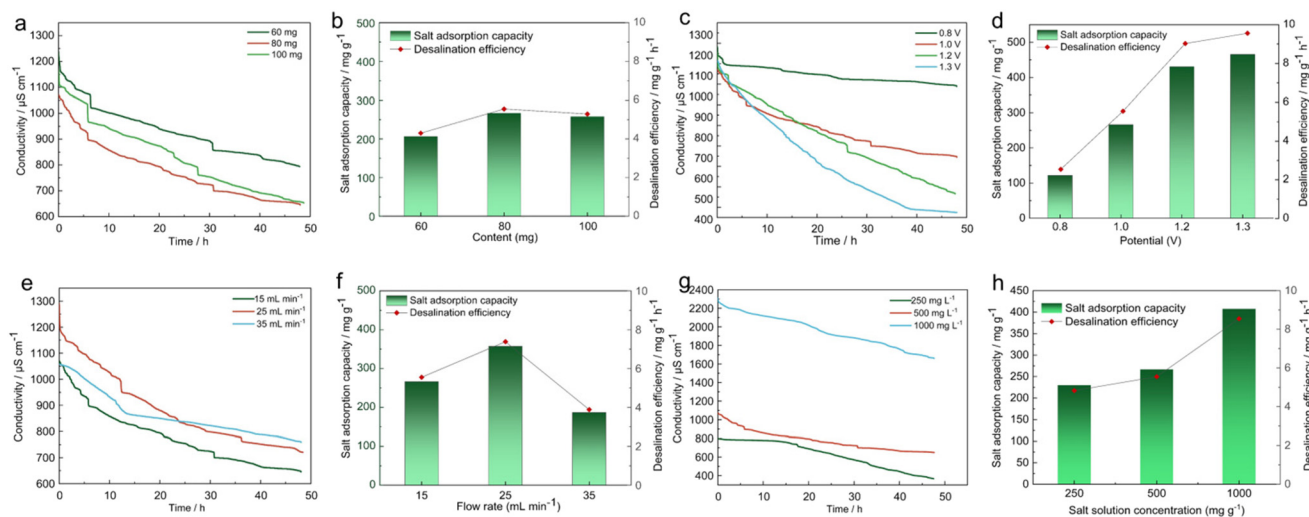 a
60 mg
80 mg
100 mg
Conductivity / µS cm⁻¹
1300
1200
1100
1000
900
800
700
600
0
10
20
30
40
50
Time / h
b
Salt adsorption capacity
Desalination efficiency
Salt adsorption capacity / mg g⁻¹
500
400
300
200
100
0
60
80
100
Content (mg)
10
8
6
4
2
0
Desalination efficiency / mg g⁻¹ h⁻¹
c
0.8 V
1.0 V
1.2 V
1.3 V
Conductivity / µS cm⁻¹
1300
1200
1100
1000
900
800
700
600
500
400
0
10
20
30
40
50
Time / h
d
Salt adsorption capacity
Desalination efficiency
Salt adsorption capacity / mg g⁻¹
500
400
300
200
100
0
0.8
1.0
1.2
1.3
Potential (V)
10
8
6
4
2
0
Desalination efficiency / mg g⁻¹ h⁻¹
e
15 mL min⁻¹
25 mL min⁻¹
35 mL min⁻¹
Conductivity / µS cm⁻¹
1300
1200
1100
1000
900
800
700
600
0
10
20
30
40
50
Time / h
f
Salt adsorption capacity
Desalination efficiency
Salt adsorption capacity / mg g⁻¹
500
400
300
200
100
0
15
25
35
Flow rate (mL min⁻¹)
10
8
6
4
2
0
Desalination efficiency / mg g⁻¹ h⁻¹
g
250 mg L⁻¹
500 mg L⁻¹
1000 mg L⁻¹
Conductivity / µS cm⁻¹
2400
2200
2000
1800
1600
1400
1200
1000
800
600
400
0
10
20
30
40
50
Time / h
h
Salt adsorption capacity
Desalination efficiency
Salt adsorption capacity / mg g⁻¹
450
400
350
300
250
200
150
100
50
0
250
500
1000
Salt solution concentration (mg g⁻¹)
10
8
6
4
2
0
Desalination efficiency / mg g⁻¹ h⁻¹